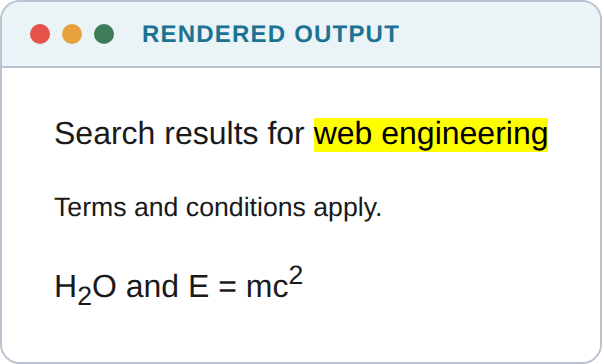 RENDERED OUTPUT
Search results for web engineering
Terms and conditions apply.
H₂O and E = mc²